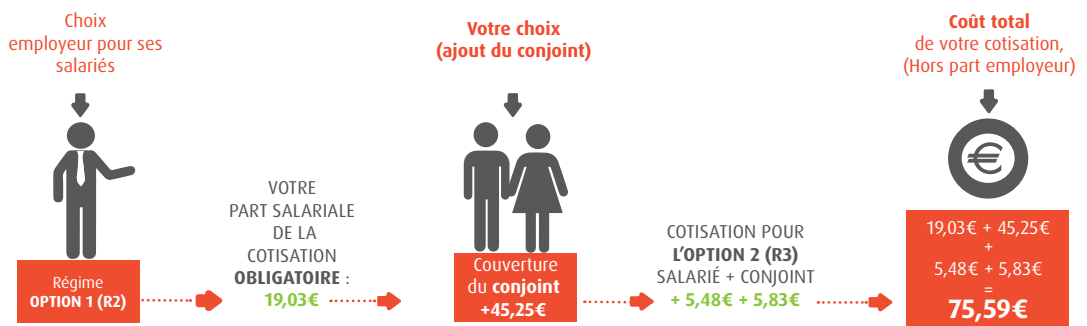 Choix
employeur pour ses
salariés
Régime
OPTION 1 (R2)
VOTRE
PART SALARIALE
DE LA
COTISATION
OBLIGATOIRE :
19,03€
Votre choix
(ajout du conjoint)
Couverture
du conjoint
+45,25€
COTISATION POUR
L'OPTION 2 (R3)
SALARIÉ + CONJOINT
+ 5,48€ + 5,83€
Coût total
de votre cotisation,
(Hors part employeur)
€
19,03€ + 45,25€
+
5,48€ + 5,83€
=
75,59€